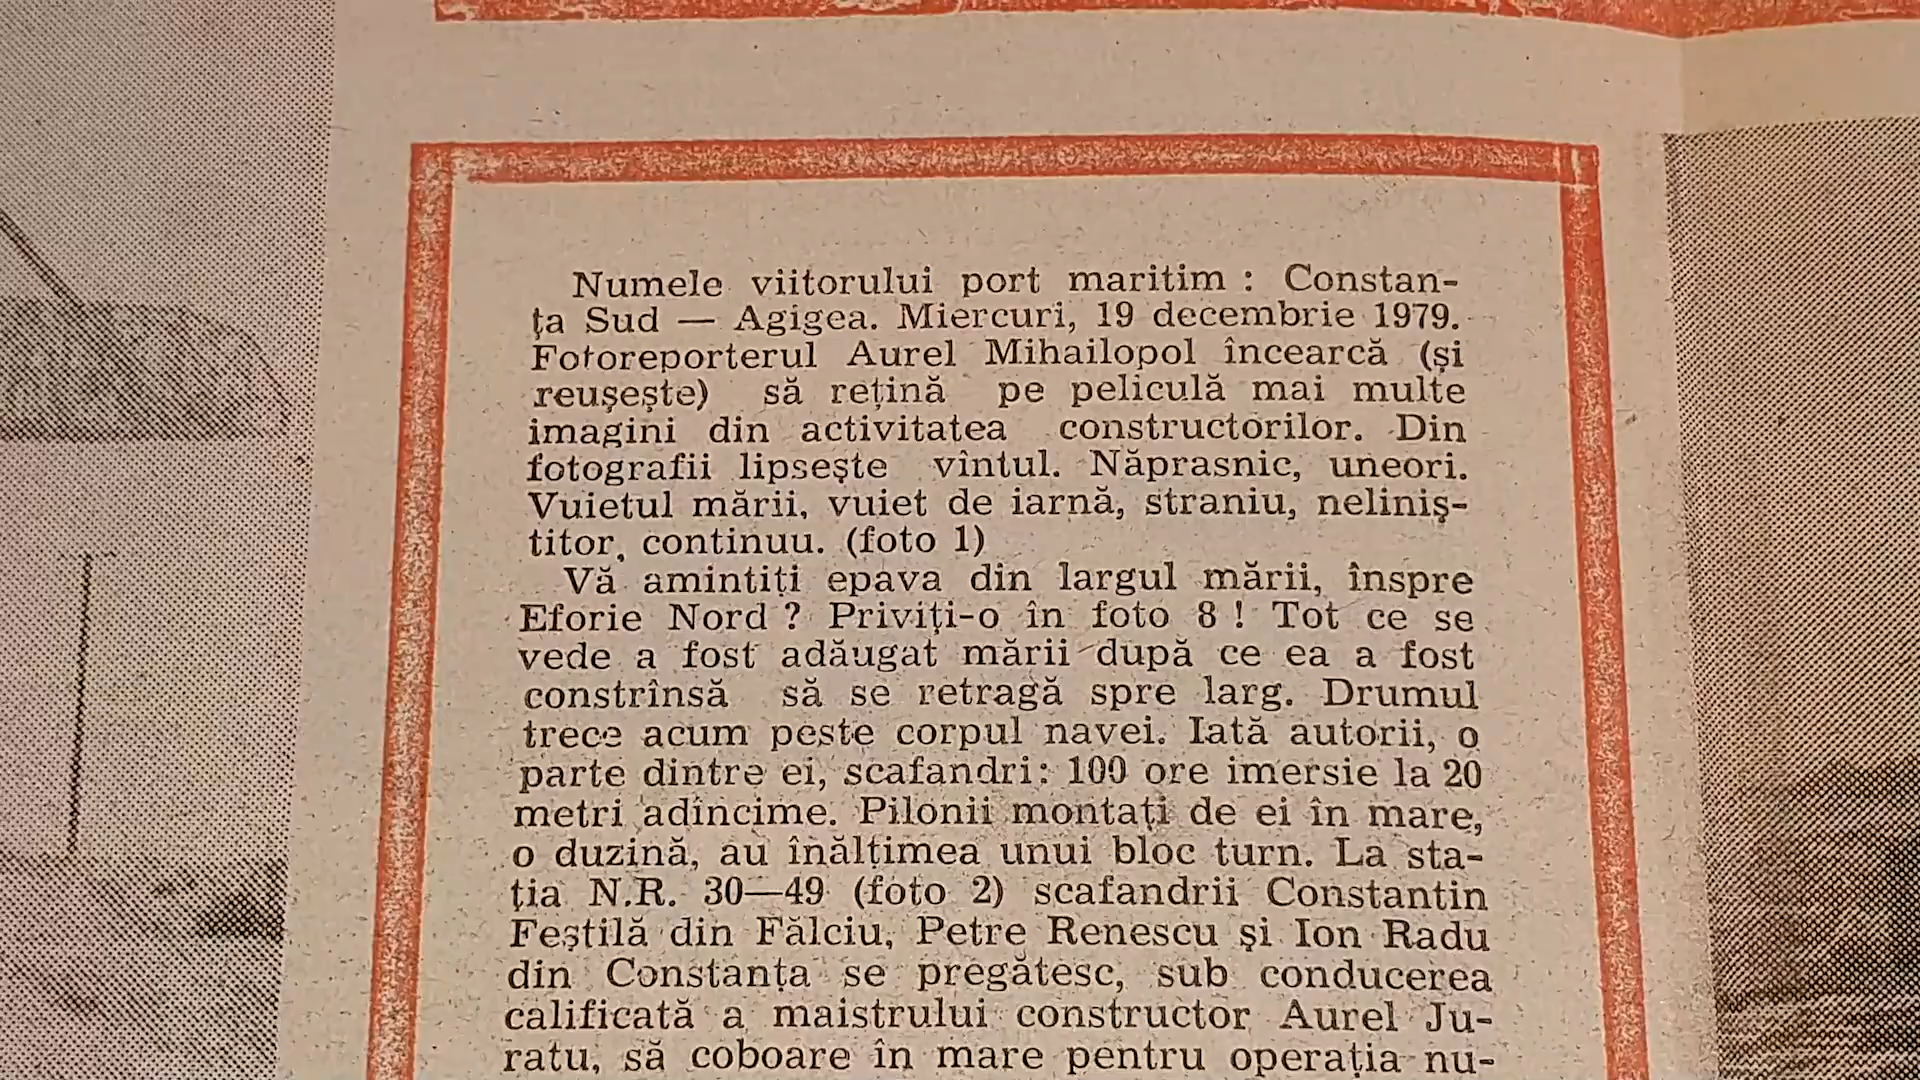 Numele viitorului port maritim : Constan-
ța Sud — Agigea. Miercuri, 19 decembrie 1979.
Fotoreporterul Aurel Mihailopol încearcă (și
reușește) să rețină pe peliculă mai multe
imagini din activitatea constructorilor. Din
fotografii lipsește vîntul. Năprasnic, uneori.
Vuietul mării, vuiet de iarnă, straniu, neliniș-
titor, continuu. (foto 1)
Vă amintiți epava din largul mării, înspre
Eforie Nord ? Priviți-o în foto 8 ! Tot ce se
vede a fost adăugat mării după ce ea a fost
constrînsă să se retragă spre larg. Drumul
trece acum peste corpul navei. Iată autorii, o
parte dintre ei, scafandri: 100 ore imersie la 20
metri adîncime. Pilonii montați de ei în mare,
o duzină, au înălțimea unui bloc turn. La sta-
ția N.R. 30—49 (foto 2) scafandrii Constantin
Feștilă din Fălciu, Petre Renescu și Ion Radu
din Constanța se pregătesc, sub conducerea
calificată a maistrului constructor Aurel Ju-
ratu, să coboare în mare pentru operația nu-